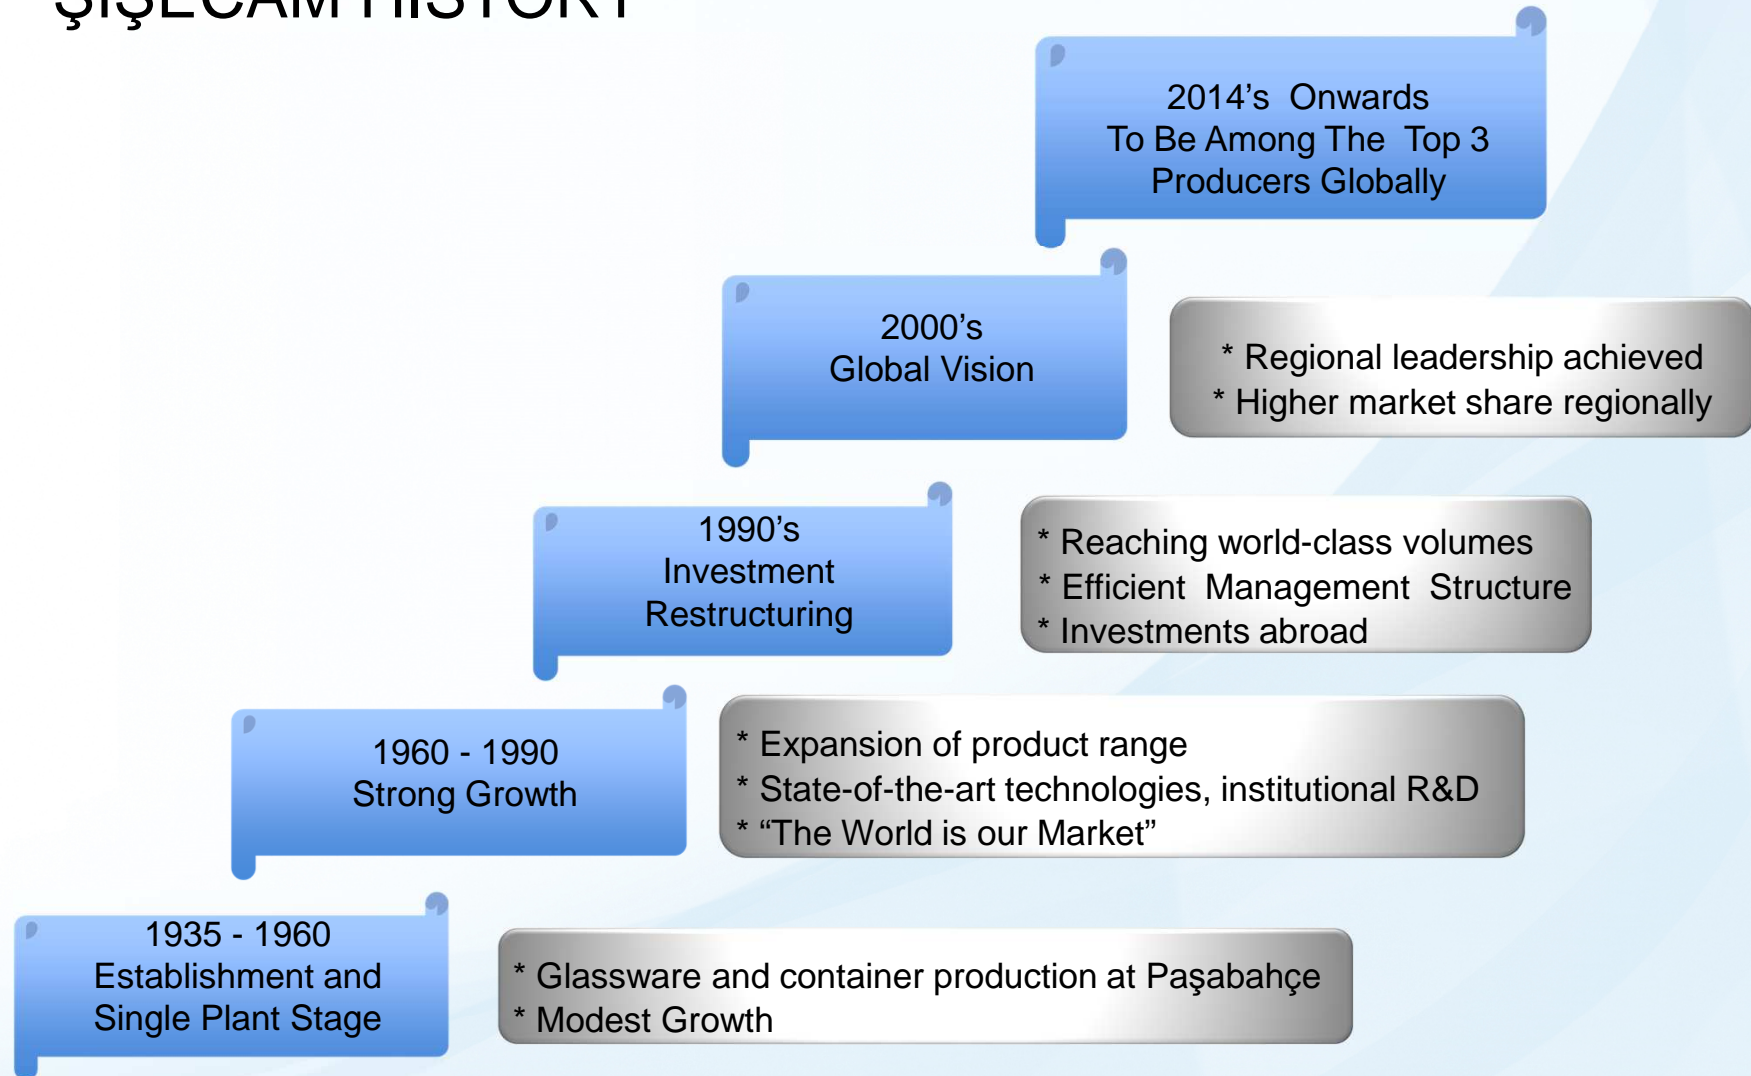 ŞİŞECAM HISTORY
2014’s Onwards
To Be Among The Top 3
Producers Globally
2000’s
Global Vision
* Regional leadership achieved
* Higher market share regionally
1990’s
Investment
Restructuring
* Reaching world-class volumes
* Efficient Management Structure
* Investments abroad
1960 - 1990
Strong Growth
* Expansion of product range
* State-of-the-art technologies, institutional R&D
* “The World is our Market”
1935 - 1960
Establishment and
Single Plant Stage
* Glassware and container production at Paşabahçe
* Modest Growth